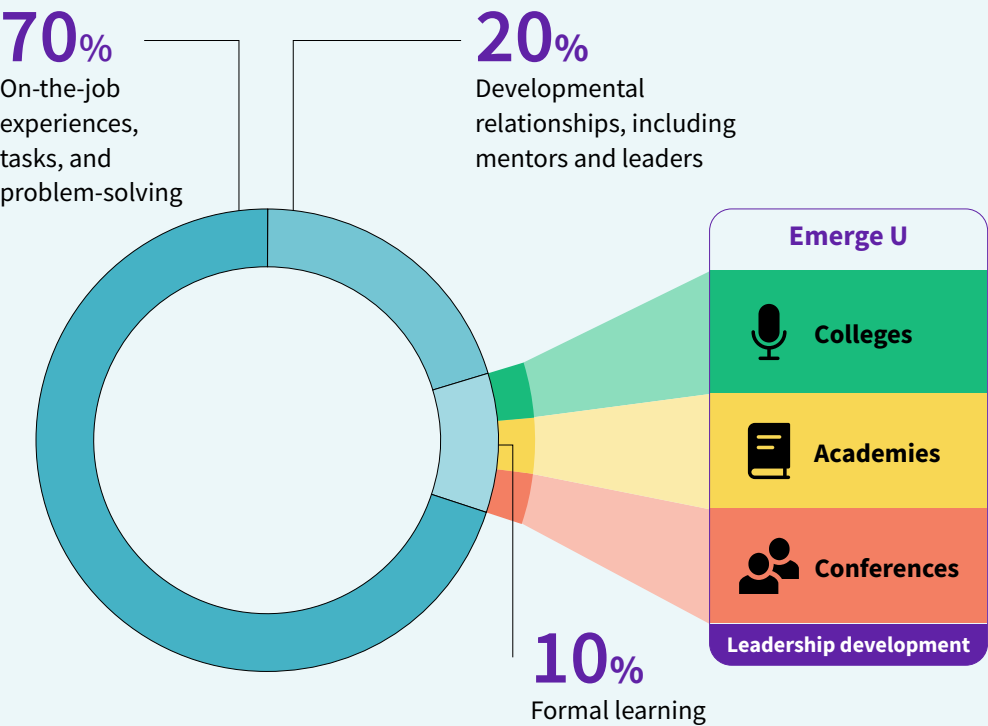 70%
On-the-job
experiences,
tasks, and
problem-solving
20%
Developmental
relationships, including
mentors and leaders
Emerge U
Colleges
Academies
Conferences
Leadership development
10%
Formal learning